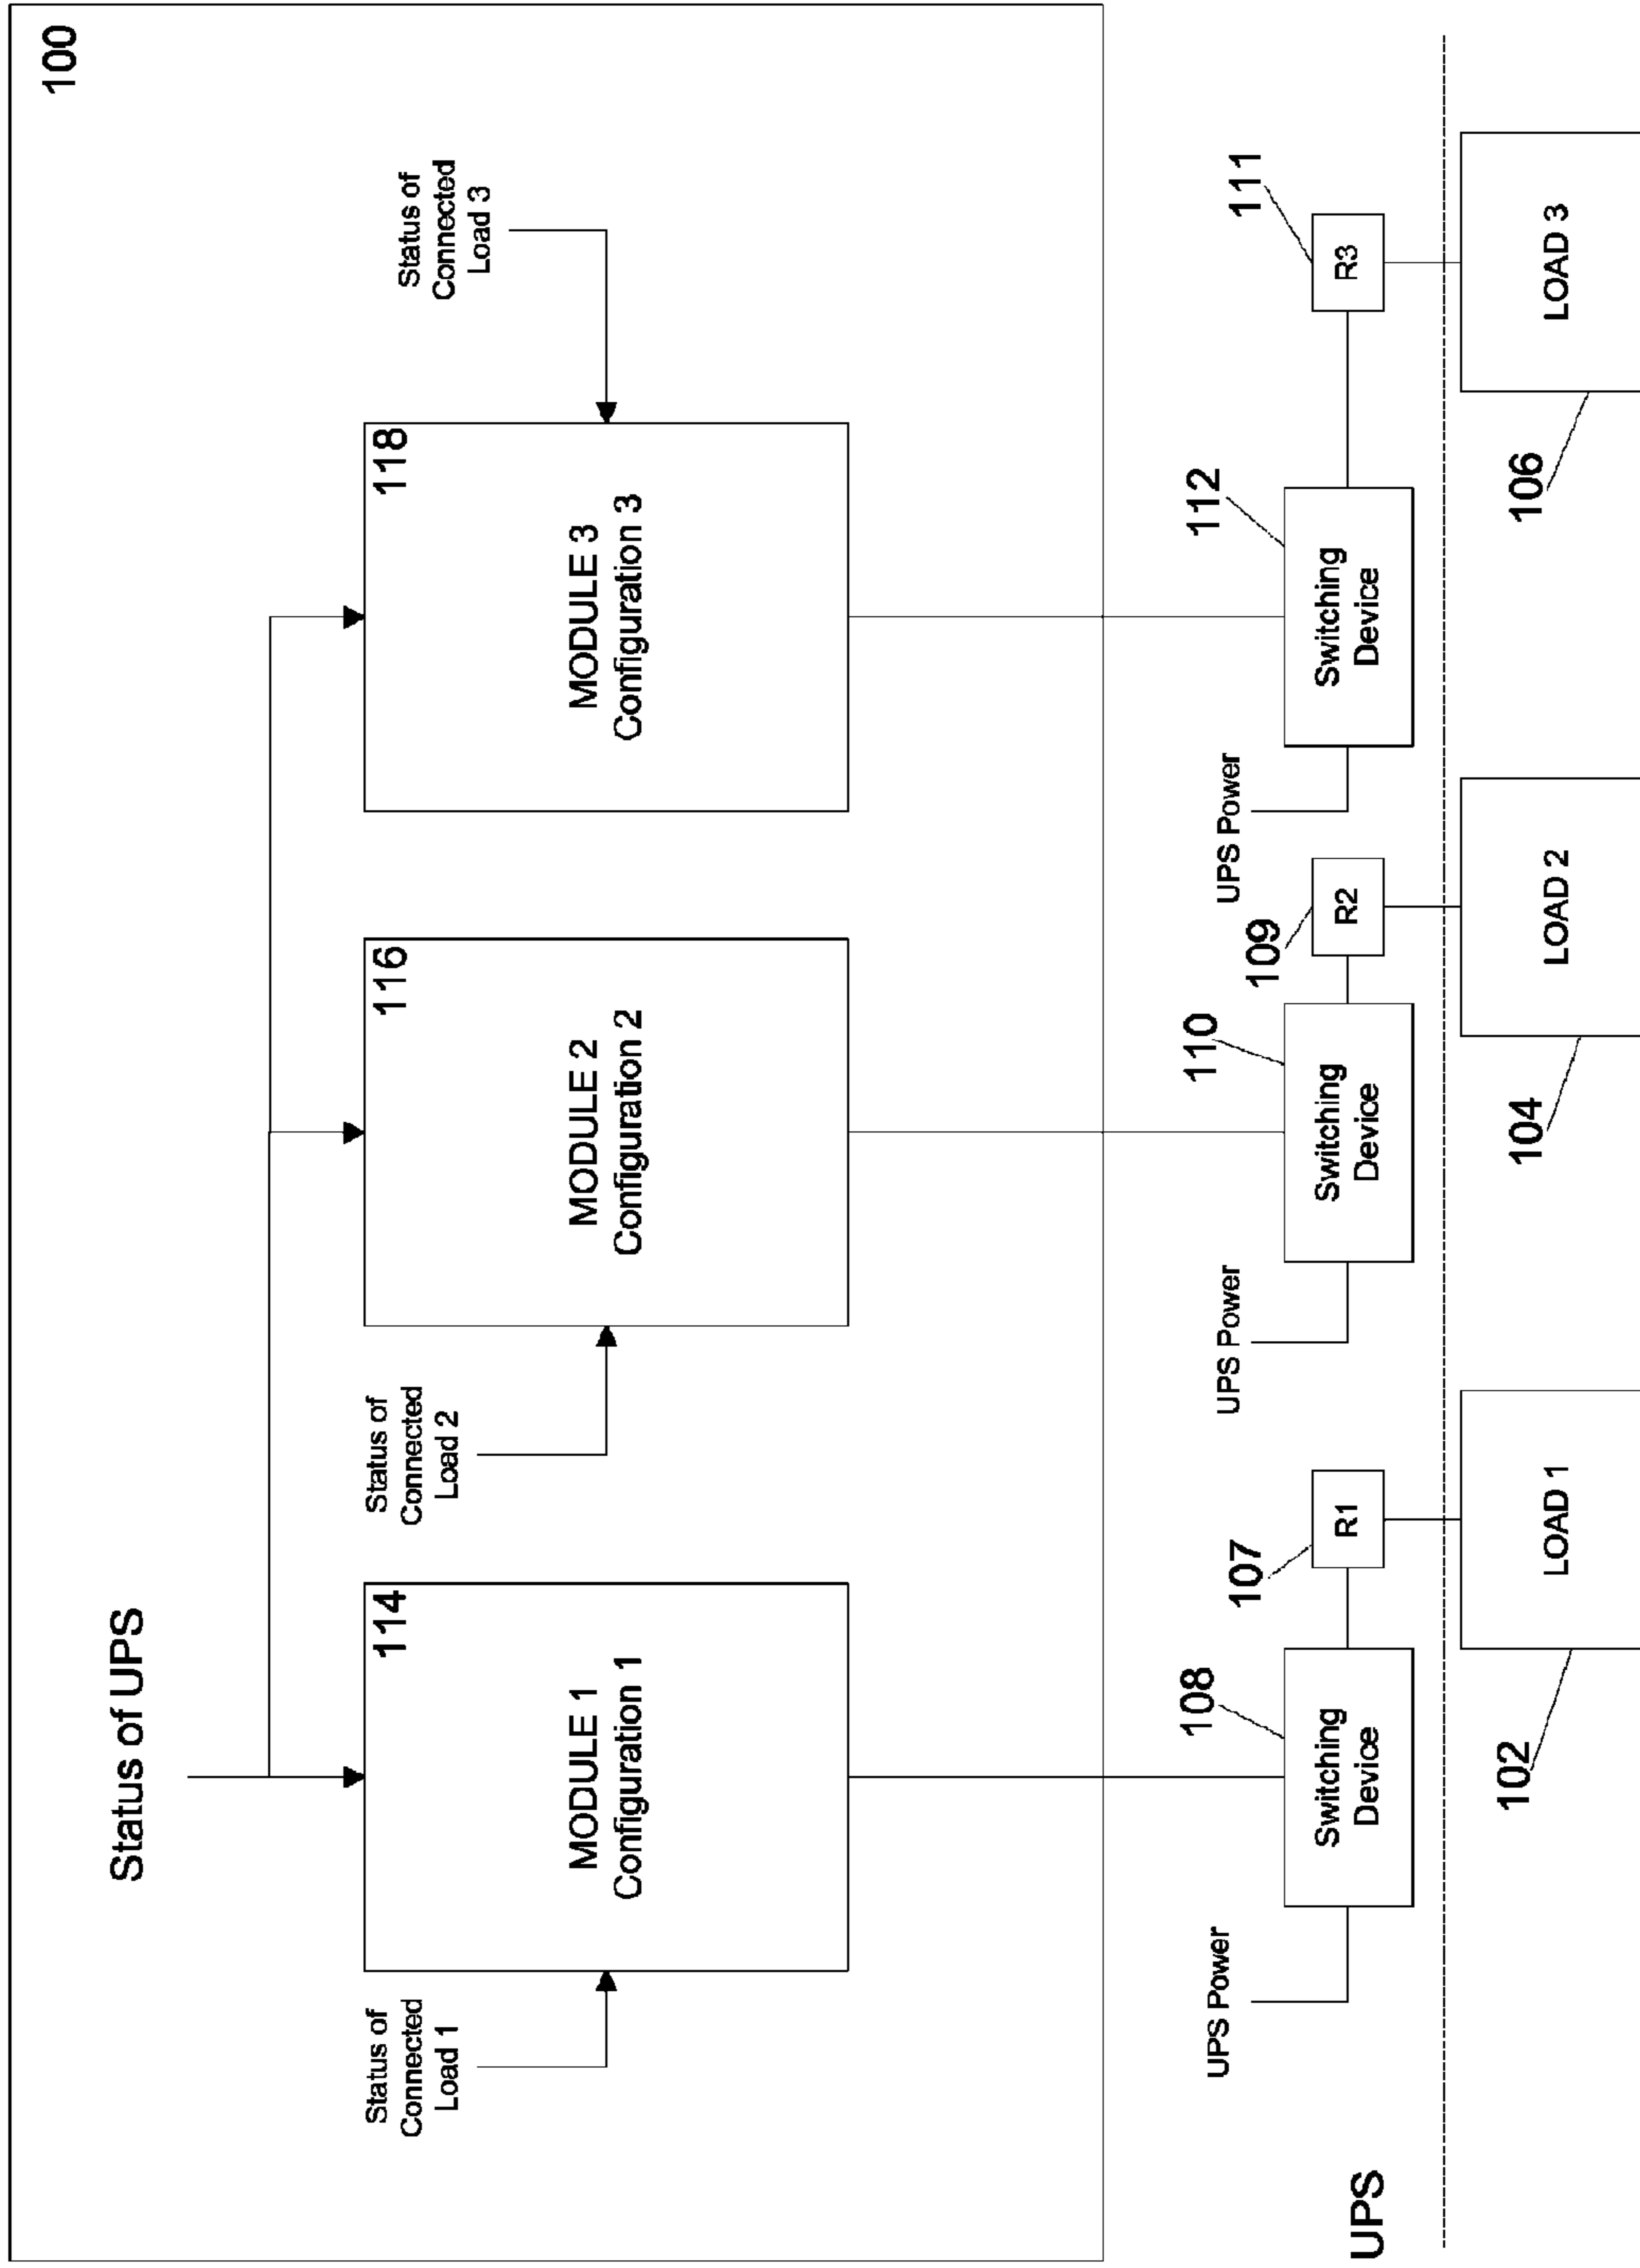 100
Status of UPS
Status of
Connected
Load 1
114
MODULE 1
Configuration 1
Status of
Connected
Load 2
116
MODULE 2
Configuration 2
118
MODULE 3
Configuration 3
Status of
Connected
Load 3
UPS Power
108
Switching
Device
107
R1
UPS Power
110
Switching
Device
109
R2
UPS Power
112
Switching
Device
111
R3
UPS
102
LOAD 1
104
LOAD 2
106
LOAD 3